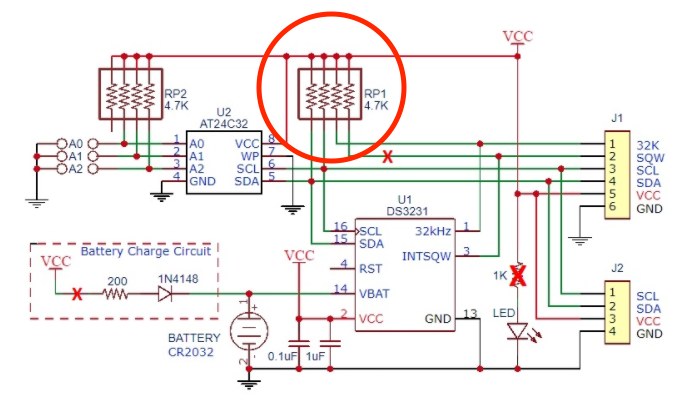 VCC
RP2
4.7K
RP1
4.7K
U2
AT24C32
A0
A1
A2
1 A0
2 A1
3 A2
4 GND
VCC 8
WP 7
SCL 6
SDA 5
J1
1 32K
2 SQW
3 SCL
4 SDA
5 VCC
6 GND
X
U1
DS3231
16 SCL
15 SDA
4 RST
14 VBAT
2 VCC
32kHz 1
INTSQW 3
GND 13
Battery Charge Circuit
VCC
X
200
1N4148
VCC
1K
X
LED
J2
1 SCL
2 SDA
3 VCC
4 GND
1
+
BATTERY
CR2032
2
-
0.1uF
1uF